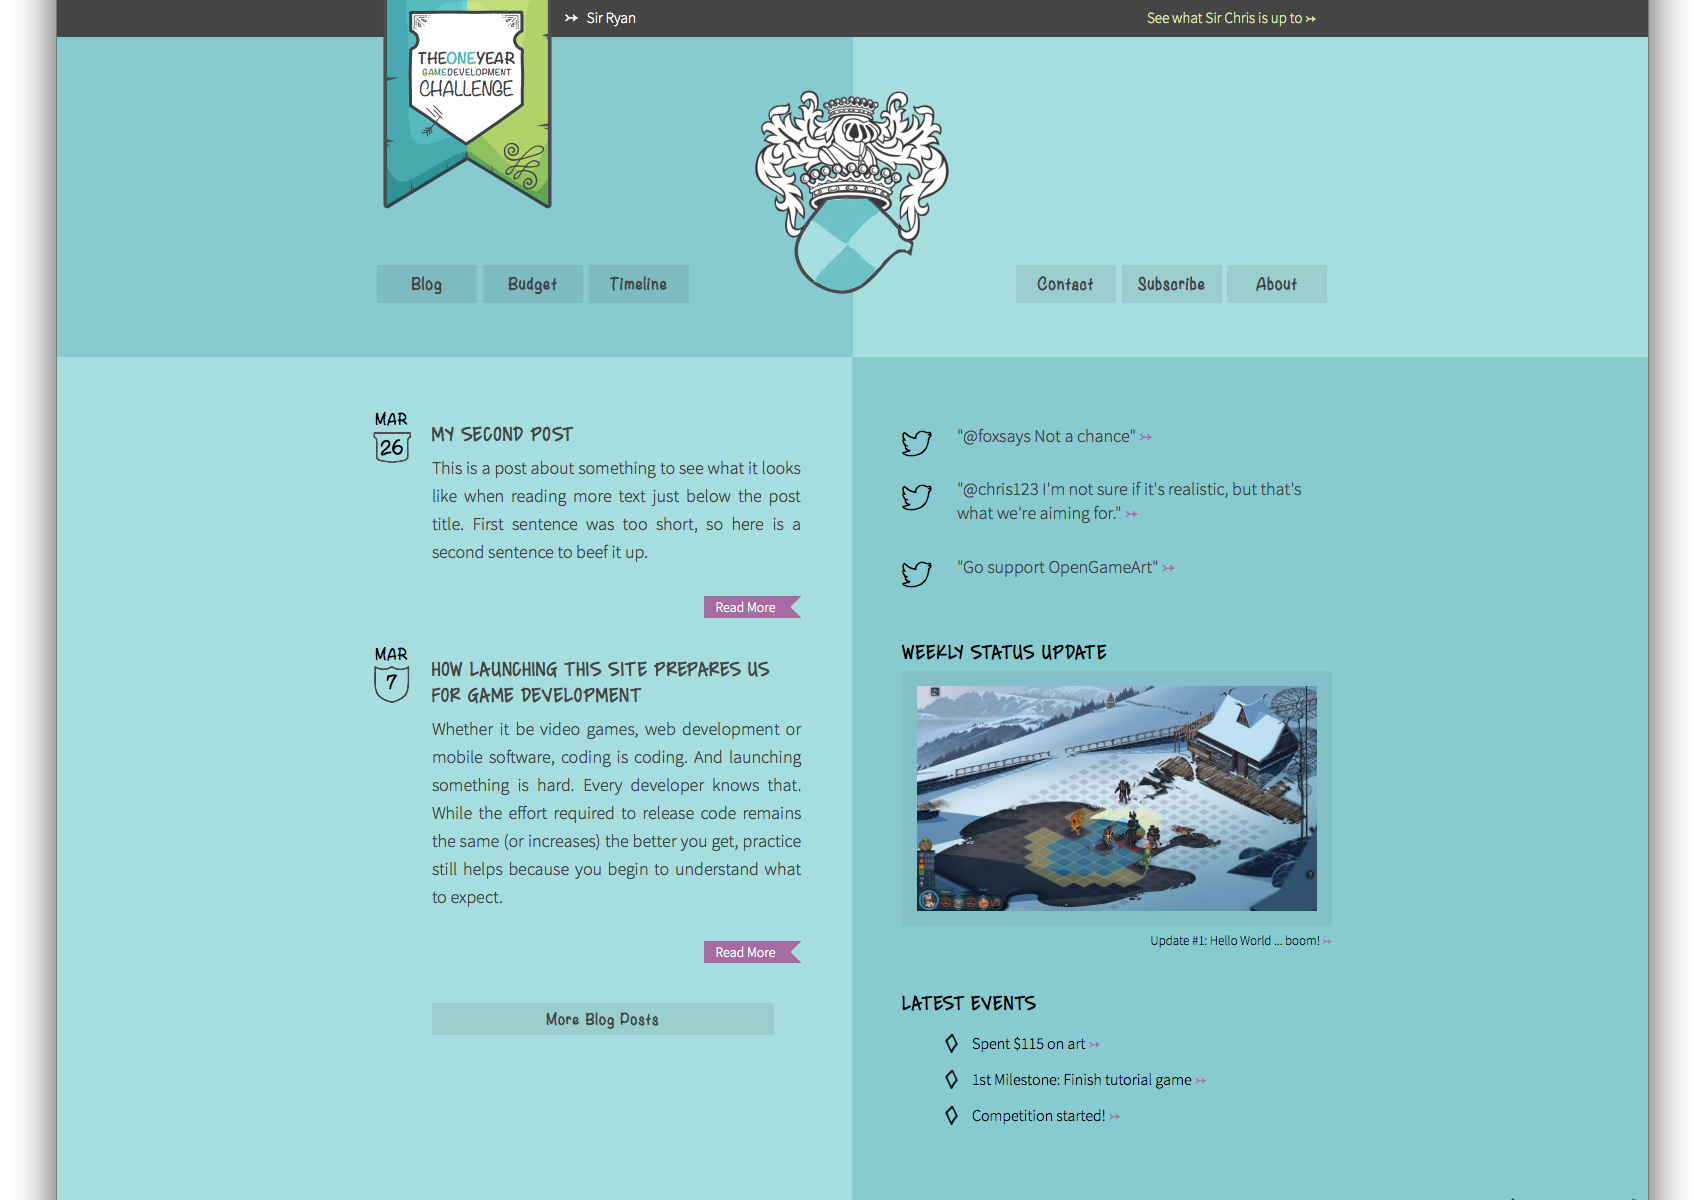 ↣ Sir Ryan
See what Sir Chris is up to ↣
THEONEYEAR
GAMEDEVELOPMENT
CHALLENGE
Blog
Budget
Timeline
Contact
Subscribe
About
MAR
26
MY SECOND POST
This is a post about something to see what it looks
like when reading more text just below the post
title. First sentence was too short, so here is a
second sentence to beef it up.
Read More
MAR
7
HOW LAUNCHING THIS SITE PREPARES US
FOR GAME DEVELOPMENT
Whether it be video games, web development or
mobile software, coding is coding. And launching
something is hard. Every developer knows that.
While the effort required to release code remains
the same (or increases) the better you get, practice
still helps because you begin to understand what
to expect.
Read More
More Blog Posts
"@foxsays Not a chance" ↣
"@chris123 I'm not sure if it's realistic, but that's
what we're aiming for." ↣
"Go support OpenGameArt" ↣
WEEKLY STATUS UPDATE
Update #1: Hello World ... boom! ↣
LATEST EVENTS
Spent $115 on art ↣
1st Milestone: Finish tutorial game ↣
Competition started! ↣